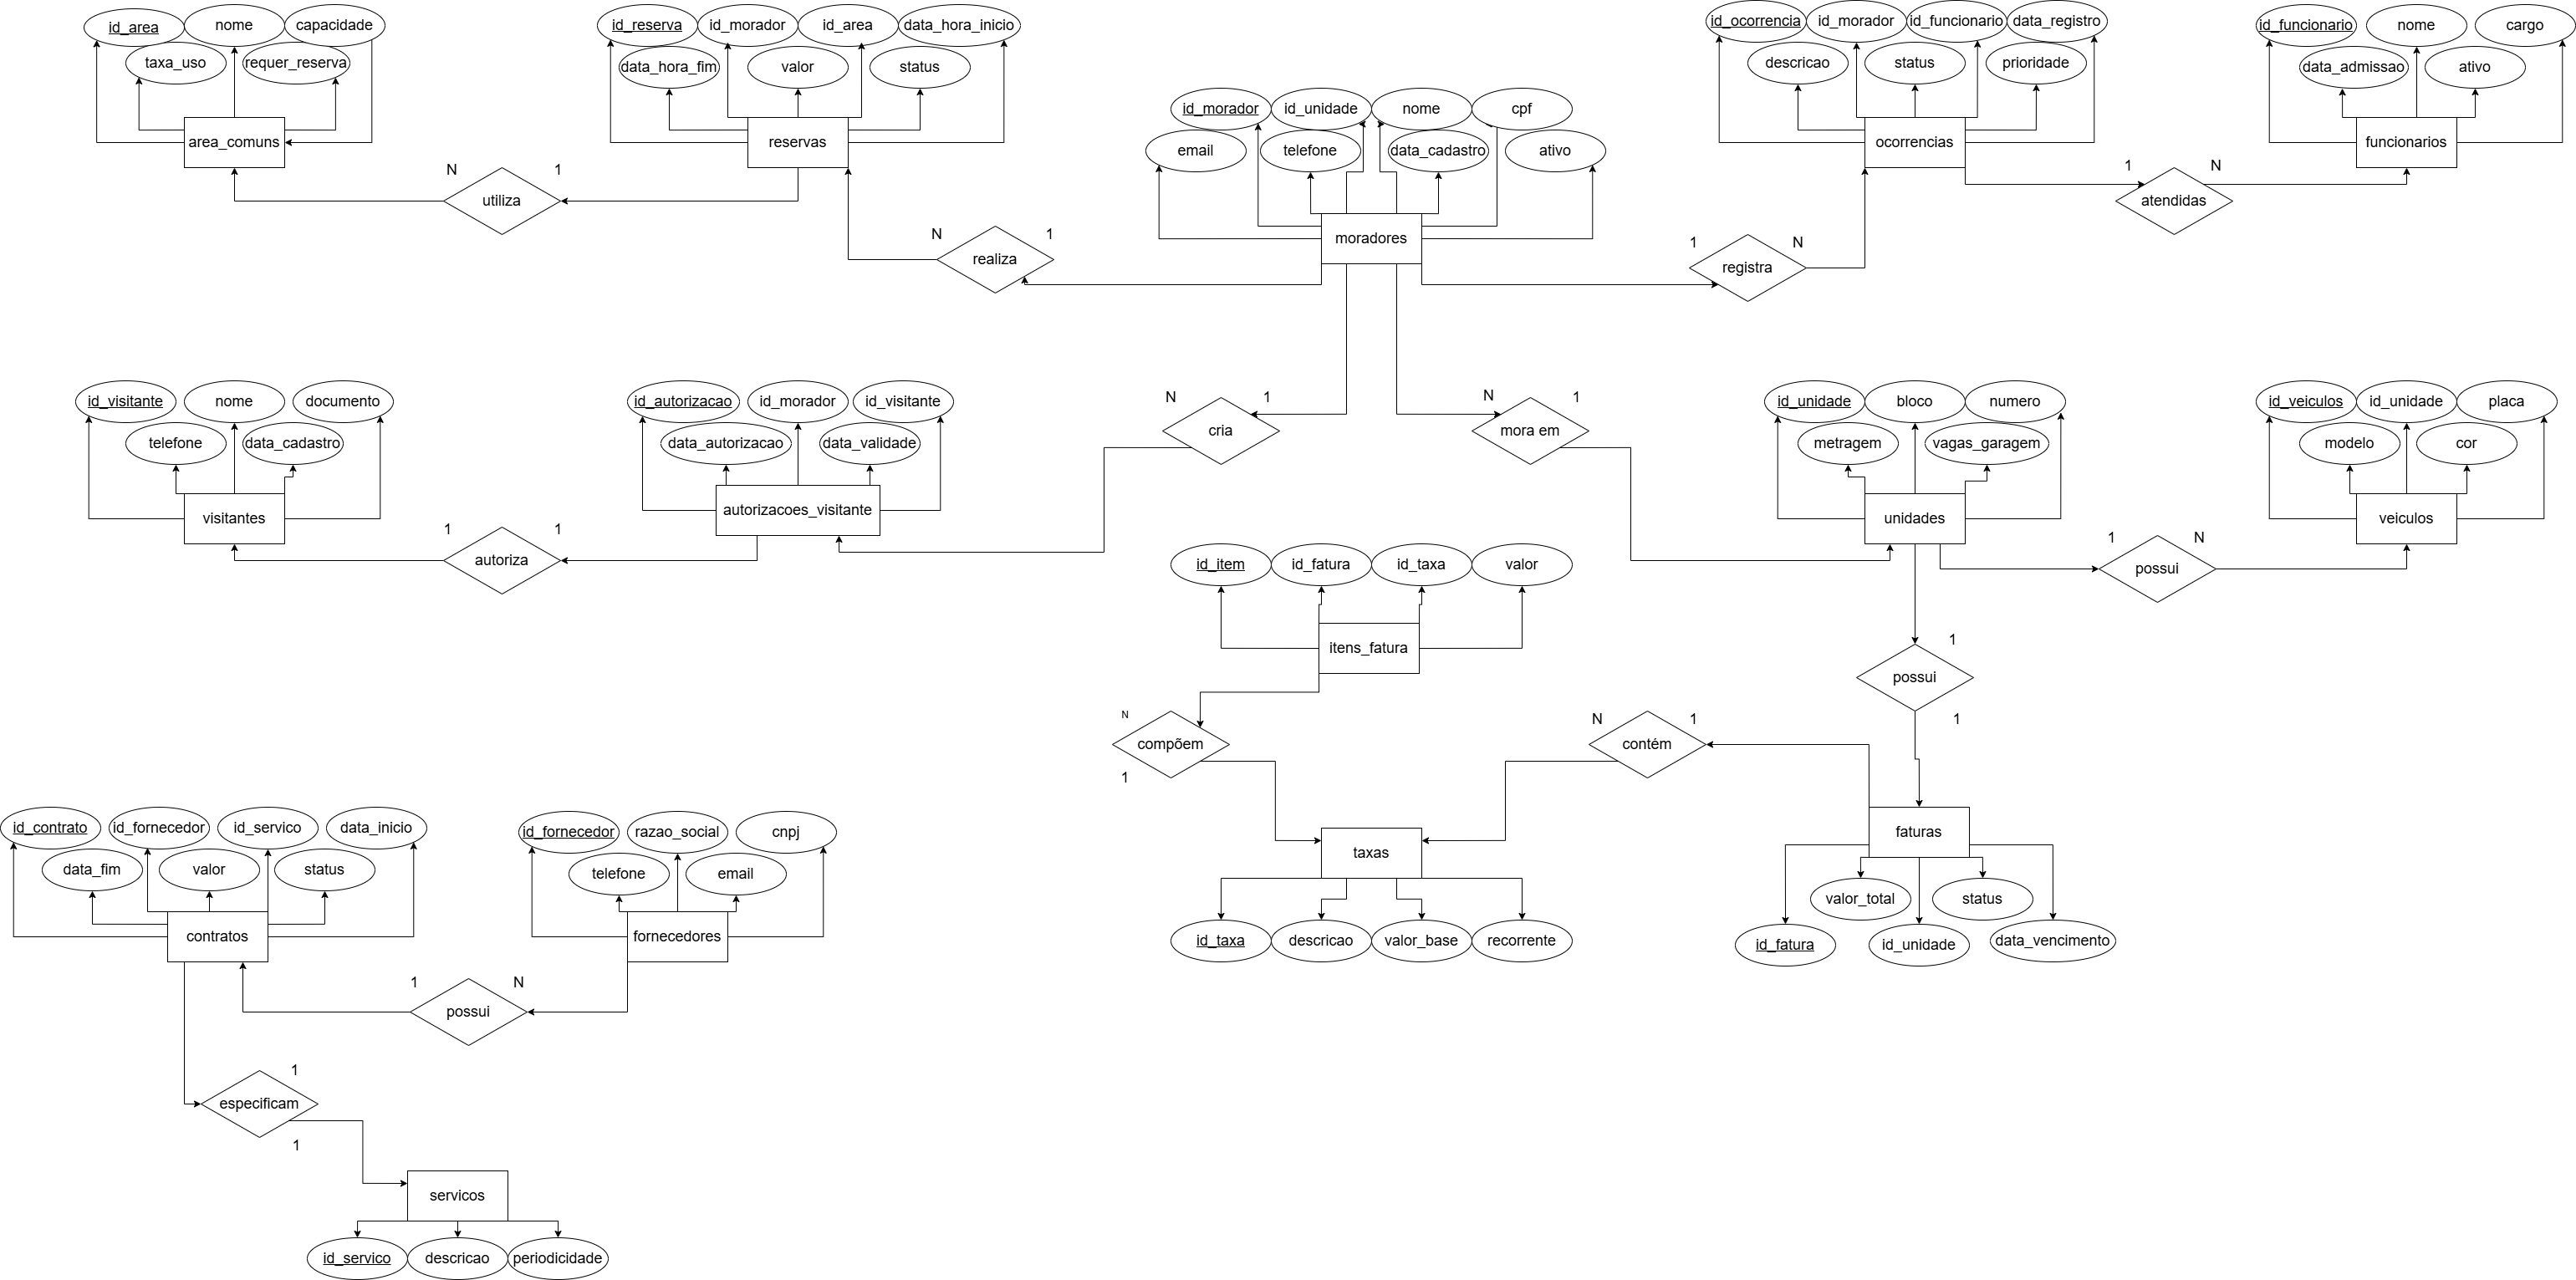 id_area
nome
capacidade
taxa_uso
requer_reserva
area_comuns
id_reserva
id_morador
id_area
data_hora_inicio
data_hora_fim
valor
status
reservas
N
utiliza
1
N
realiza
1
id_morador
id_unidade
nome
cpf
email
telefone
data_cadastro
ativo
moradores
id_ocorrencia
id_morador
id_funcionario
data_registro
descricao
status
prioridade
ocorrencias
1
registra
N
id_funcionario
nome
cargo
data_admissao
ativo
funcionarios
1
atendidas
N
id_visitante
nome
documento
telefone
data_cadastro
visitantes
1
autoriza
1
id_autorizacao
id_morador
id_visitante
data_autorizacao
data_validade
autorizacoes_visitante
N
cria
1
N
mora em
1
id_unidade
bloco
numero
metragem
vagas_garagem
unidades
id_veiculos
id_unidade
placa
modelo
cor
veiculos
1
possui
N
id_item
id_fatura
id_taxa
valor
itens_fatura
1
possui
1
N
compõem
1
N
contém
1
taxas
id_taxa
descricao
valor_base
recorrente
faturas
valor_total
status
id_fatura
id_unidade
data_vencimento
id_contrato
id_fornecedor
id_servico
data_inicio
data_fim
valor
status
contratos
id_fornecedor
razao_social
cnpj
telefone
email
fornecedores
1
possui
N
1
especificam
1
servicos
id_servico
descricao
periodicidade